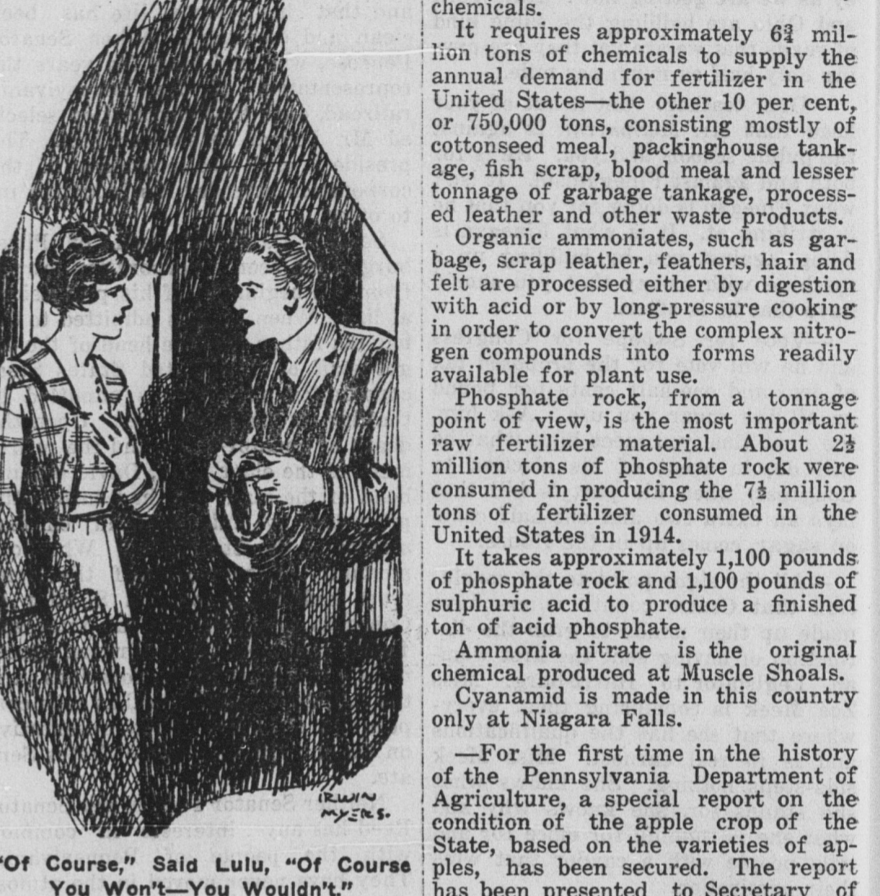 IRWIN
MYERS.
"Of Course," Said Lulu, "Of Course
You Won't—You Wouldn't."
chemicals.
It requires approximately 6¾ mil-
lion tons of chemicals to supply the
annual demand for fertilizer in the
United States—the other 10 per cent,
or 750,000 tons, consisting mostly of
cottonseed meal, packinghouse tank-
age, fish scrap, blood meal and lesser
tonnage of garbage tankage, process-
ed leather and other waste products.
Organic ammoniates, such as gar-
bage, scrap leather, feathers, hair and
felt are processed either by digestion
with acid or by long-pressure cooking
in order to convert the complex nitro-
gen compounds into forms readily
available for plant use.
Phosphate rock, from a tonnage
point of view, is the most important
raw fertilizer material. About 2½
million tons of phosphate rock were
consumed in producing the 7½ million
tons of fertilizer consumed in the
United States in 1914.
It takes approximately 1,100 pounds
of phosphate rock and 1,100 pounds of
sulphuric acid to produce a finished
ton of acid phosphate.
Ammonia nitrate is the original
chemical produced at Muscle Shoals.
Cyanamid is made in this country
only at Niagara Falls.
—For the first time in the history
of the Pennsylvania Department of
Agriculture, a special report on the
condition of the apple crop of the
State, based on the varieties of ap-
ples, has been secured. The report
has been presented to Secretary of